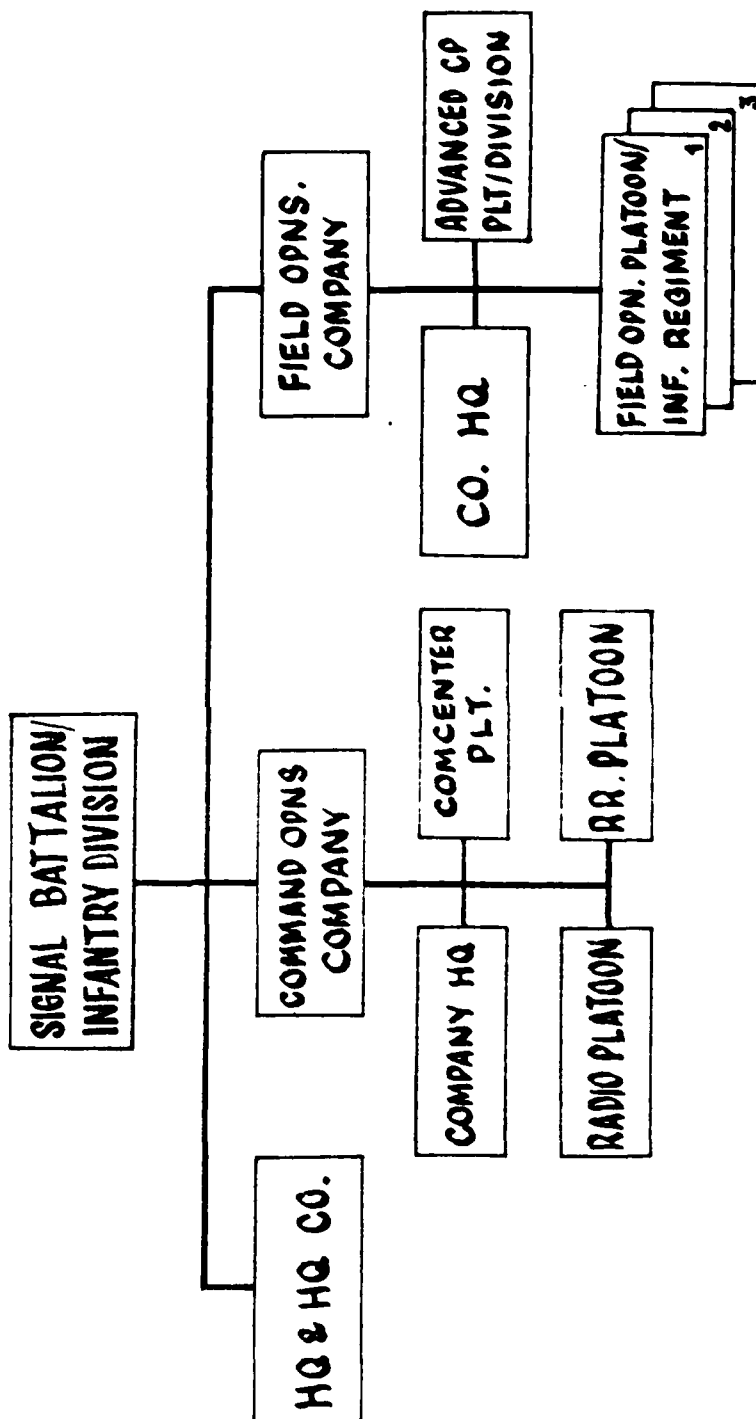 SIGNAL BATTALION/
INFANTRY DIVISION
HQ & HQ CO.
COMMAND OPNS
COMPANY
FIELD OPNS.
COMPANY
COMPANY HQ
COMCENTER
PLT.
CO. HQ
ADVANCED CP
PLT/DIVISION
RADIO PLATOON
RR. PLATOON
FIELD OPN. PLATOON/
INF. REGIMENT 1
2
3